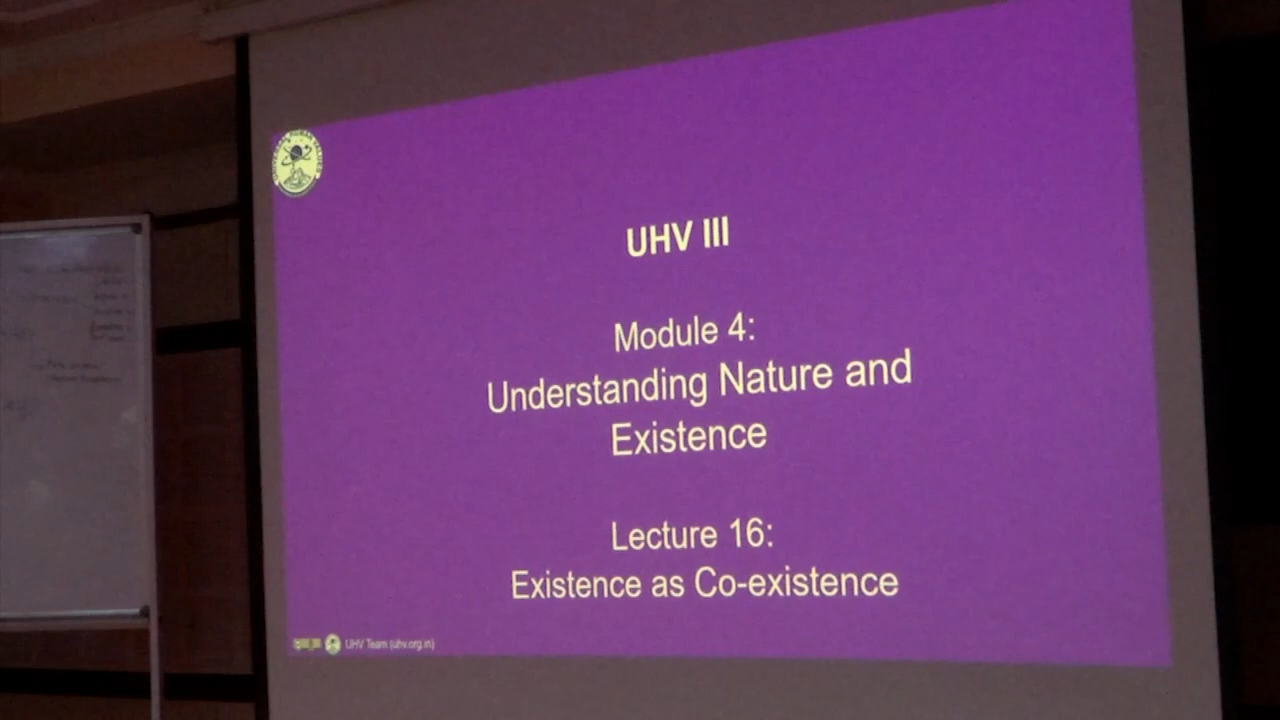 UHV III
Module 4:
Understanding Nature and
Existence
Lecture 16:
Existence as Co-existence
UHV Team (uhv.org.in)